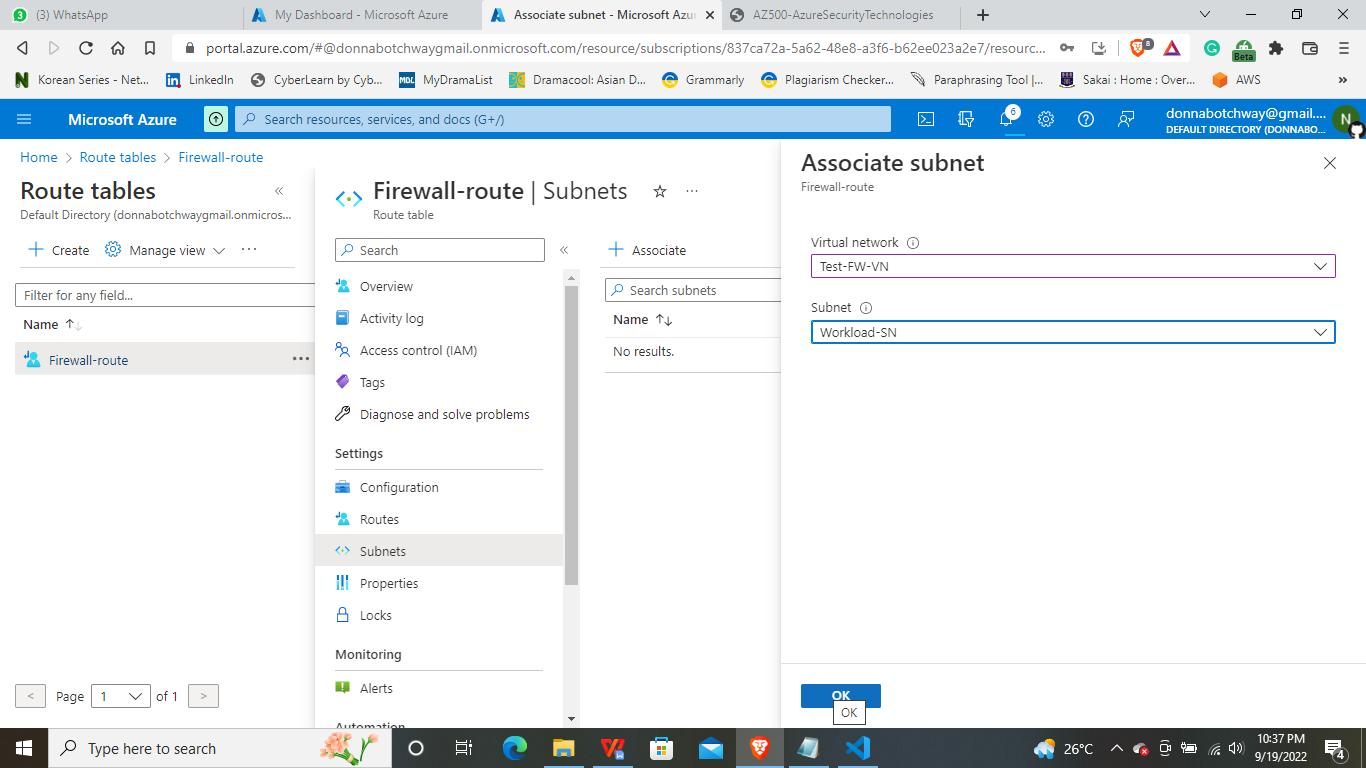 3 (3) WhatsApp
My Dashboard - Microsoft Azure
Associate subnet - Microsoft Azu
AZ500-AzureSecurityTechnologies
portal.azure.com/#@donnabotchwaygmail.onmicrosoft.com/resource/subscriptions/837ca72a-5a62-48e8-a3f6-b62ee023a2e7/resourc...
8
Beta
Korean Series - Net...
LinkedIn
CyberLearn by Cyb...
MDL MyDramaList
Dramacool: Asian D...
Grammarly
Plagiarism Checker...
Paraphrasing Tool |...
Sakai : Home : Over...
AWS
Microsoft Azure
Search resources, services, and docs (G+/)
6
donnabotchway@gmail....
DEFAULT DIRECTORY (DONNABO...
N
Home > Route tables > Firewall-route
Route tables
Default Directory (donnabotchwaygmail.onmicros...
Create
Manage view
Filter for any field...
Name
Firewall-route
< Page 1 of 1 >
Firewall-route | Subnets
Route table
Search
Overview
Activity log
Access control (IAM)
Tags
Diagnose and solve problems
Settings
Configuration
Routes
Subnets
Properties
Locks
Monitoring
Alerts
Automation
Associate
Search subnets
Name
No results.
Associate subnet
Firewall-route
Virtual network
Test-FW-VN
Subnet
Workload-SN
OK
OK
Type here to search
26°C
10:37 PM
9/19/2022
4